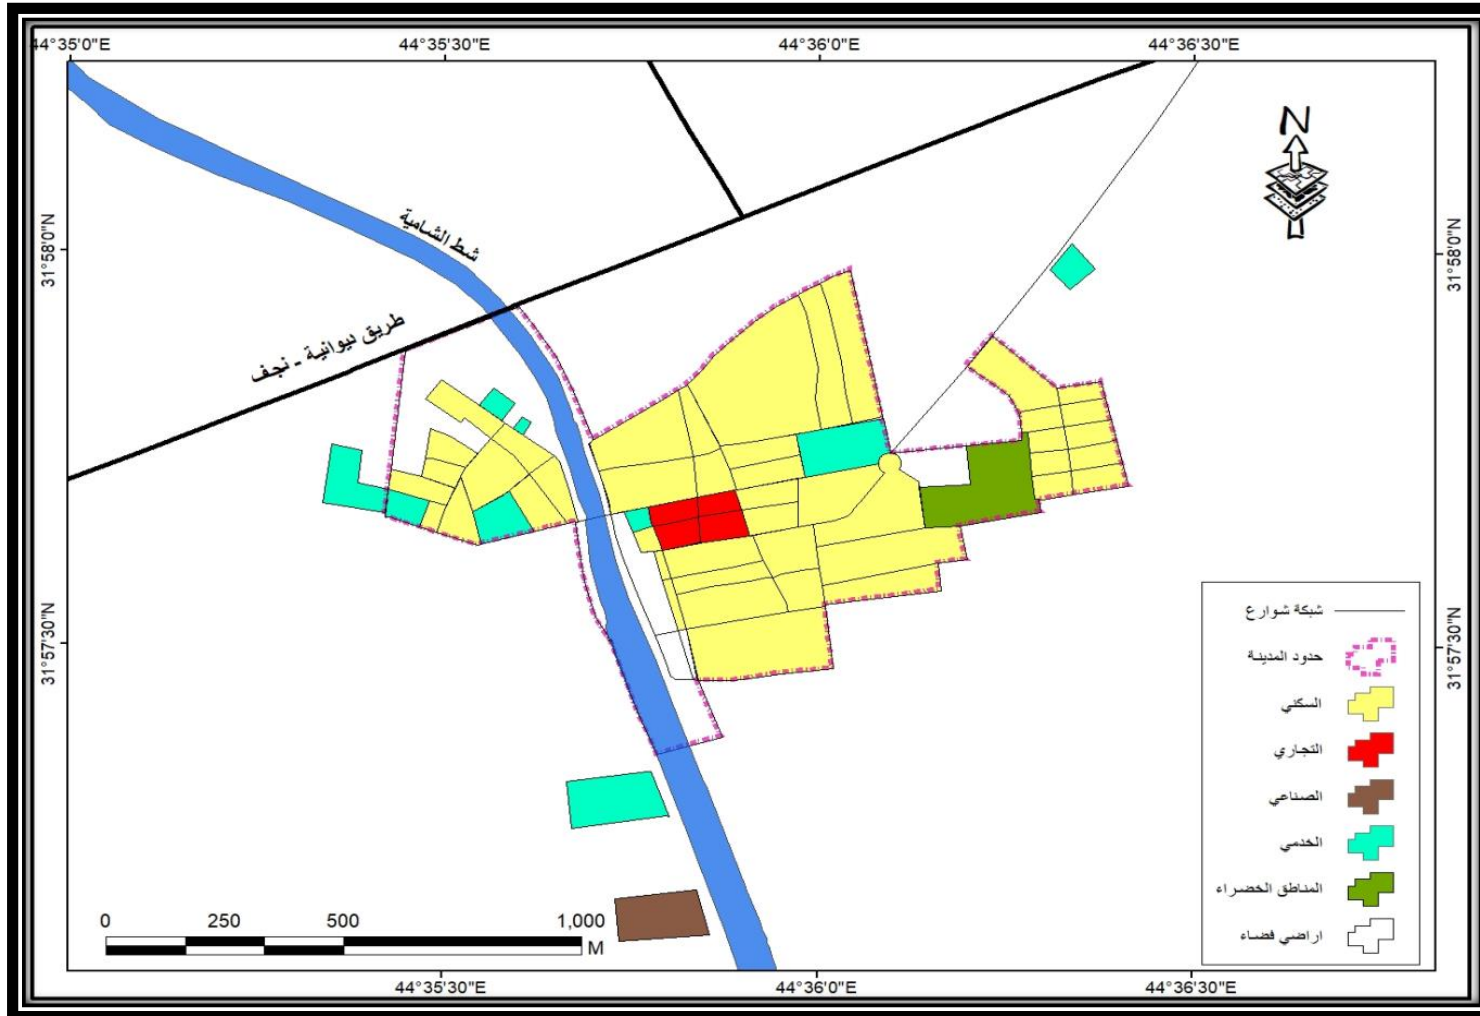 44°35'0"E
44°35'30"E
44°36'0"E
44°36'30"E
N
31°58'0"N
31°58'0"N
شط الشامية
طريق ديوانية - نجف
31°57'30"N
31°57'30"N
شبكة شوارع
حدود المدينة
السكني
التجاري
الصناعي
الخدمي
المناطق الخضراء
اراضي فضاء
0 250 500 1,000
M
44°35'30"E
44°36'0"E
44°36'30"E